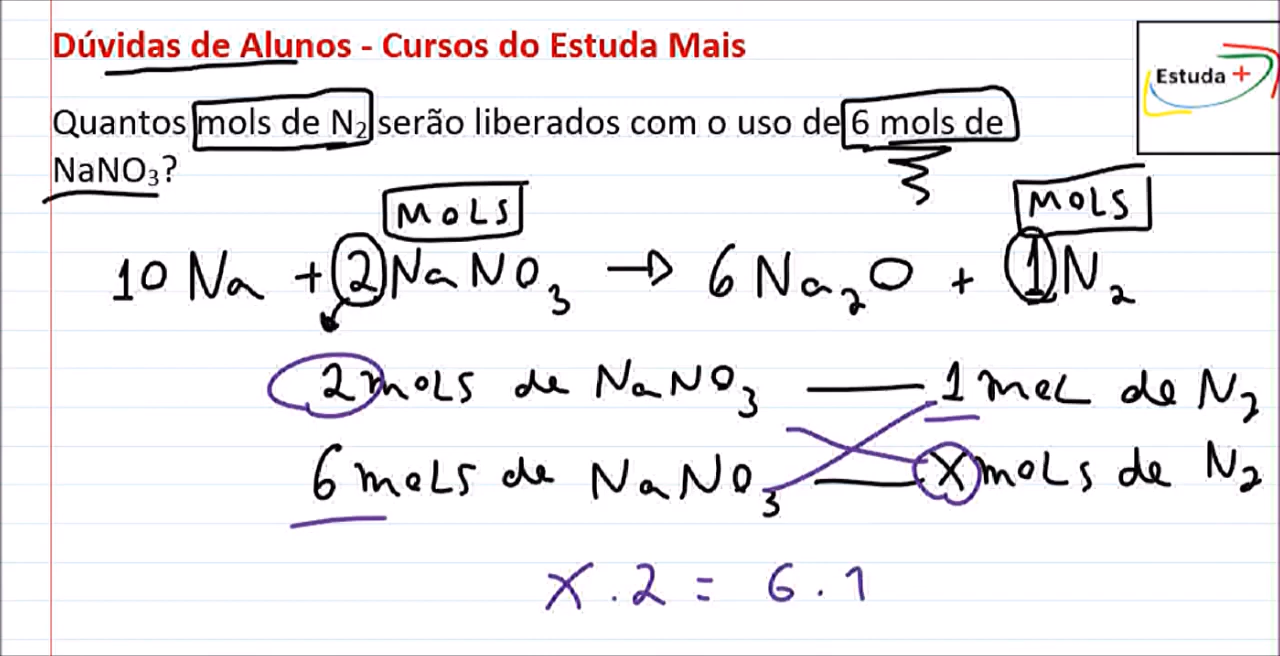 Dúvidas de Alunos - Cursos do Estuda Mais
Estuda +
Quantos mols de N₂ serão liberados com o uso de 6 mols de
NaNO₃?
MOLS MOLS
10 Na + 2 NaNO₃ → 6 Na₂O + 1 N₂
2 mols de NaNO₃ — 1 mol de N₂
6 mols de NaNO₃ — X mols de N₂
X . 2 = 6 . 1